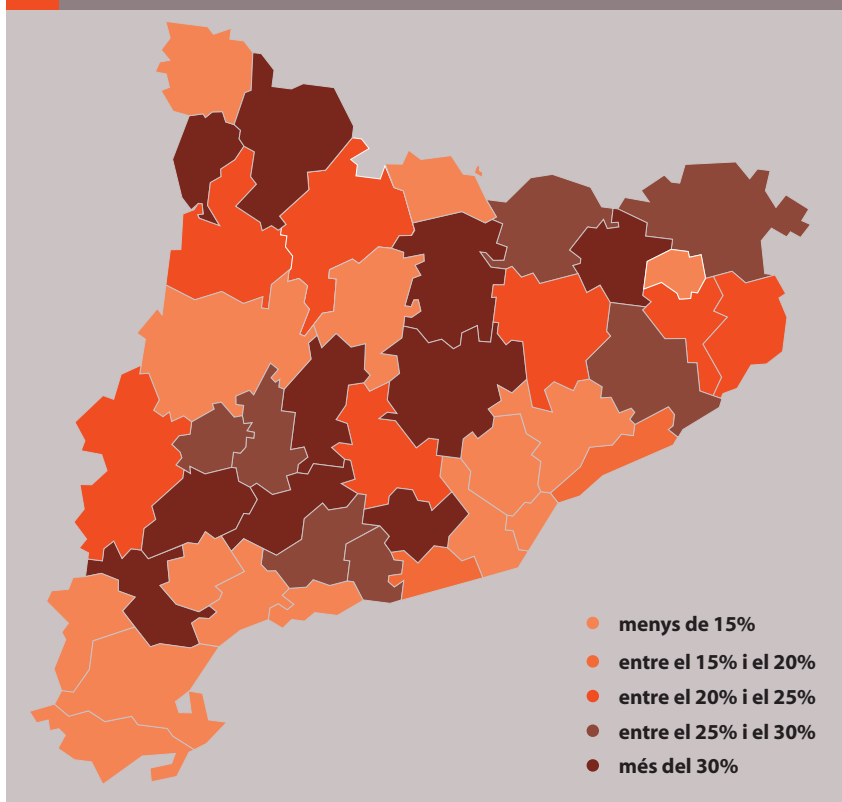 menys de 15%
entre el 15% i el 20%
entre el 20% i el 25%
entre el 25% i el 30%
més del 30%